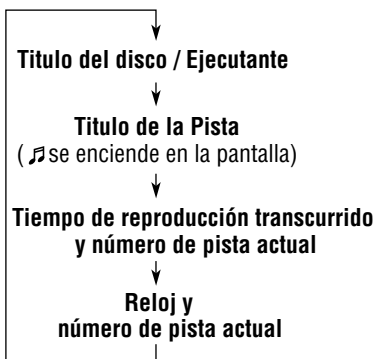 Titulo del disco / Ejecutante
Titulo de la Pista
( ♬ se enciende en la pantalla)
Tiempo de reproducción transcurrido
y número de pista actual
Reloj y
número de pista actual